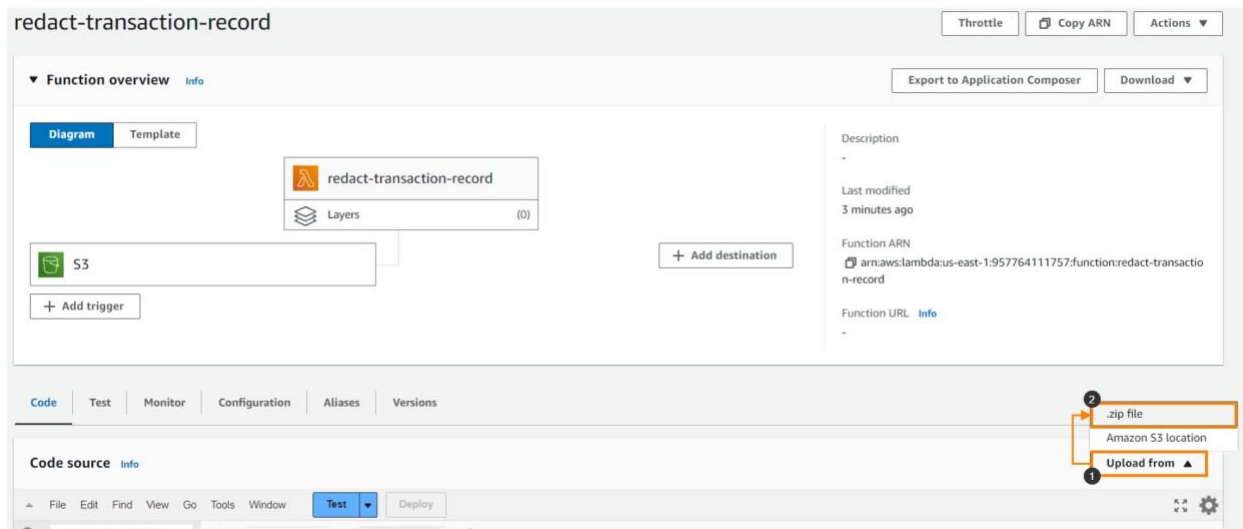 redact-transaction-record
Throttle
Copy ARN
Actions
Function overview Info
Export to Application Composer
Download
Diagram
Template
redact-transaction-record
Layers
(0)
S3
+ Add trigger
+ Add destination
Description
-
Last modified
3 minutes ago
Function ARN
arn:aws:lambda:us-east-1:957764111757:function:redact-transactio
n-record
Function URL Info
-
Code
Test
Monitor
Configuration
Aliases
Versions
2
.zip file
Amazon S3 location
Upload from
1
Code source Info
File Edit Find View Go Tools Window
Test
Deploy